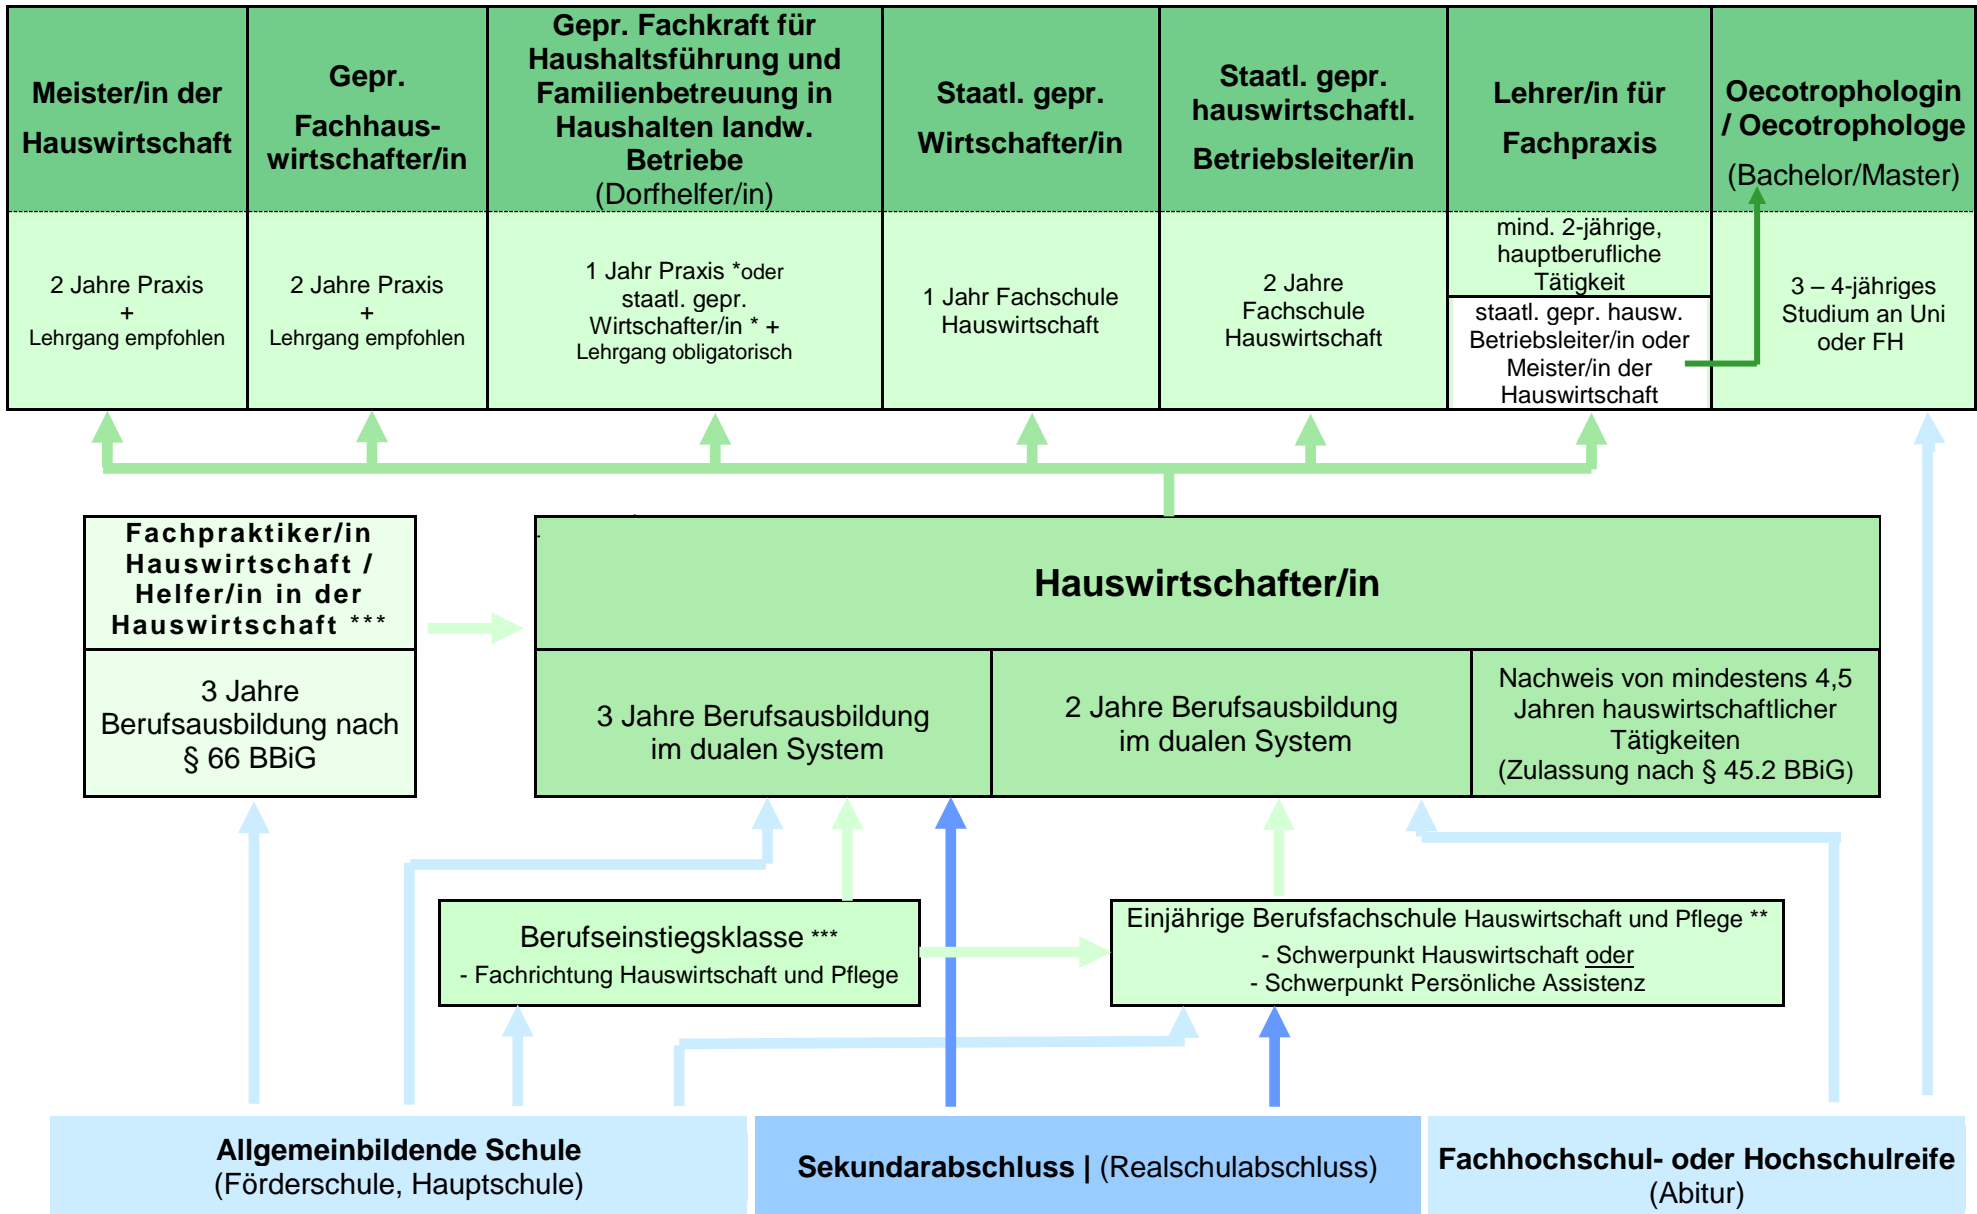 Meister/in der
Hauswirtschaft
Gepr.
Fachhaus-
wirtschafter/in
Gepr. Fachkraft für
Haushaltsführung und
Familienbetreuung in
Haushalten landw.
Betriebe
(Dorfhelfer/in)
Staatl. gepr.
Wirtschafter/in
Staatl. gepr.
hauswirtschaftl.
Betriebsleiter/in
Lehrer/in für
Fachpraxis
Oecotrophologin
/ Oecotrophologe
(Bachelor/Master)
2 Jahre Praxis
+
Lehrgang empfohlen
2 Jahre Praxis
+
Lehrgang empfohlen
1 Jahr Praxis *oder
staatl. gepr.
Wirtschafter/in * +
Lehrgang obligatorisch
1 Jahr Fachschule
Hauswirtschaft
2 Jahre
Fachschule
Hauswirtschaft
mind. 2-jährige,
hauptberufliche
Tätigkeit
staatl. gepr. hausw.
Betriebsleiter/in oder
Meister/in der
Hauswirtschaft
3 – 4-jähriges
Studium an Uni
oder FH
Fachpraktiker/in
Hauswirtschaft /
Helfer/in in der
Hauswirtschaft ***
3 Jahre
Berufsausbildung nach
§ 66 BBiG
Hauswirtschafter/in
3 Jahre Berufsausbildung
im dualen System
2 Jahre Berufsausbildung
im dualen System
Nachweis von mindestens 4,5
Jahren hauswirtschaftlicher
Tätigkeiten
(Zulassung nach § 45.2 BBiG)
Berufseinstiegsklasse ***
- Fachrichtung Hauswirtschaft und Pflege
Einjährige Berufsfachschule Hauswirtschaft und Pflege **
- Schwerpunkt Hauswirtschaft oder
- Schwerpunkt Persönliche Assistenz
Allgemeinbildende Schule
(Förderschule, Hauptschule)
Sekundarabschluss | (Realschulabschluss)
Fachhochschul- oder Hochschulreife
(Abitur)